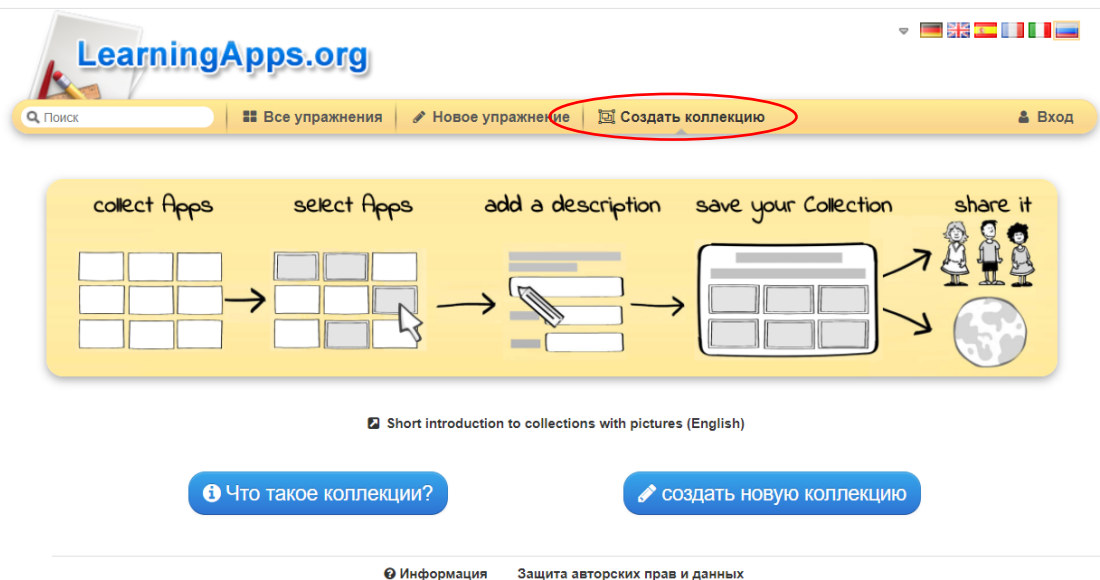 LearningApps.org
Поиск Все упражнения Новое упражнение Создать коллекцию Вход
collect Apps select Apps add a description save your Collection share it
Short introduction to collections with pictures (English)
Что такое коллекции? создать новую коллекцию
Информация Защита авторских прав и данных